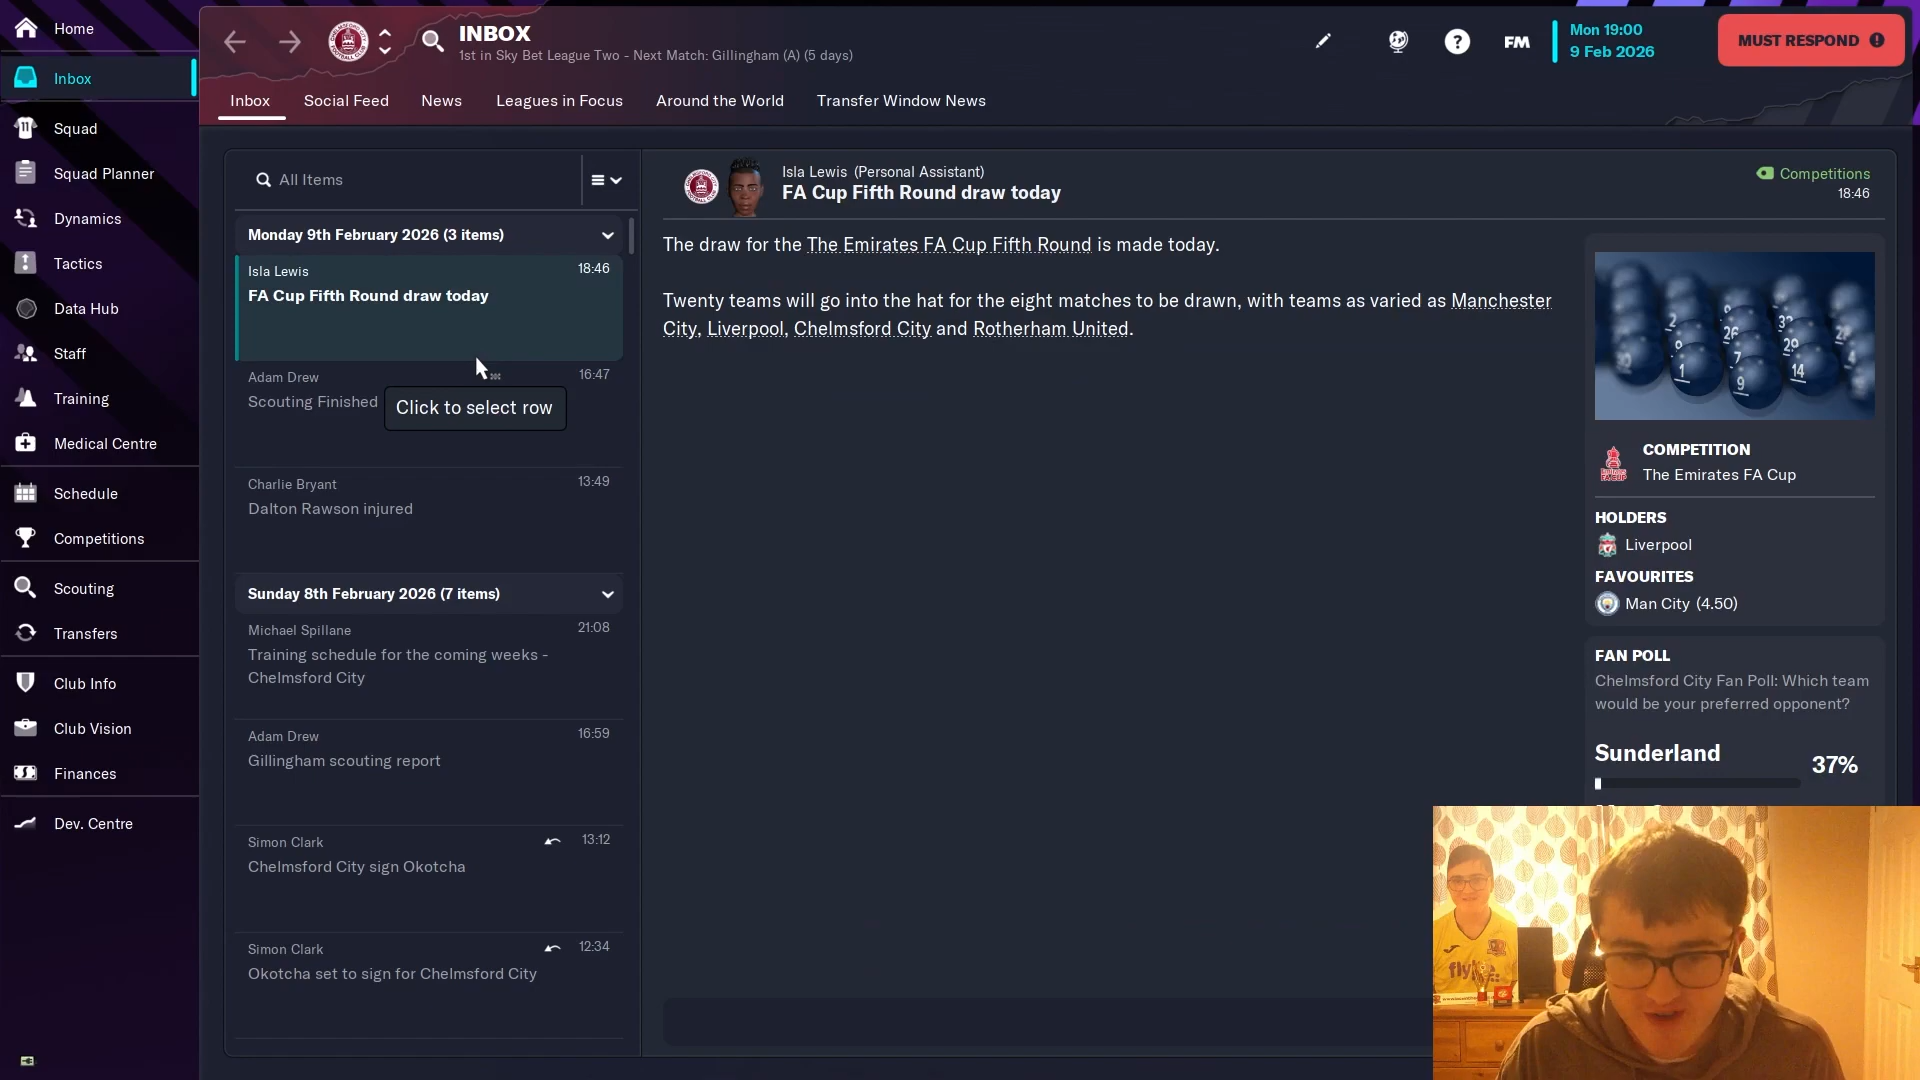 Home
Inbox
Squad
Squad Planner
Dynamics
Tactics
Data Hub
Staff
Training
Medical Centre
Schedule
Competitions
Scouting
Transfers
Club Info
Club Vision
Finances
Dev. Centre
INBOX
1st in Sky Bet League Two - Next Match: Gillingham (A) (5 days)
FM
Mon 19:00
9 Feb 2026
MUST RESPOND
Inbox
Social Feed
News
Leagues in Focus
Around the World
Transfer Window News
All Items
Monday 9th February 2026 (3 items)
Isla Lewis 18:46
FA Cup Fifth Round draw today
Adam Drew 16:47
Scouting Finished
Click to select row
Charlie Bryant 13:49
Dalton Rawson injured
Sunday 8th February 2026 (7 items)
Michael Spillane 21:08
Training schedule for the coming weeks -
Chelmsford City
Adam Drew 16:59
Gillingham scouting report
Simon Clark 13:12
Chelmsford City sign Okotcha
Simon Clark 12:34
Okotcha set to sign for Chelmsford City
Isla Lewis (Personal Assistant)
FA Cup Fifth Round draw today
Competitions
18:46
The draw for the The Emirates FA Cup Fifth Round is made today.
Twenty teams will go into the hat for the eight matches to be drawn, with teams as varied as Manchester
City, Liverpool, Chelmsford City and Rotherham United.
COMPETITION
The Emirates FA Cup
HOLDERS
Liverpool
FAVOURITES
Man City (4.50)
FAN POLL
Chelmsford City Fan Poll: Which team
would be your preferred opponent?
Sunderland
37%